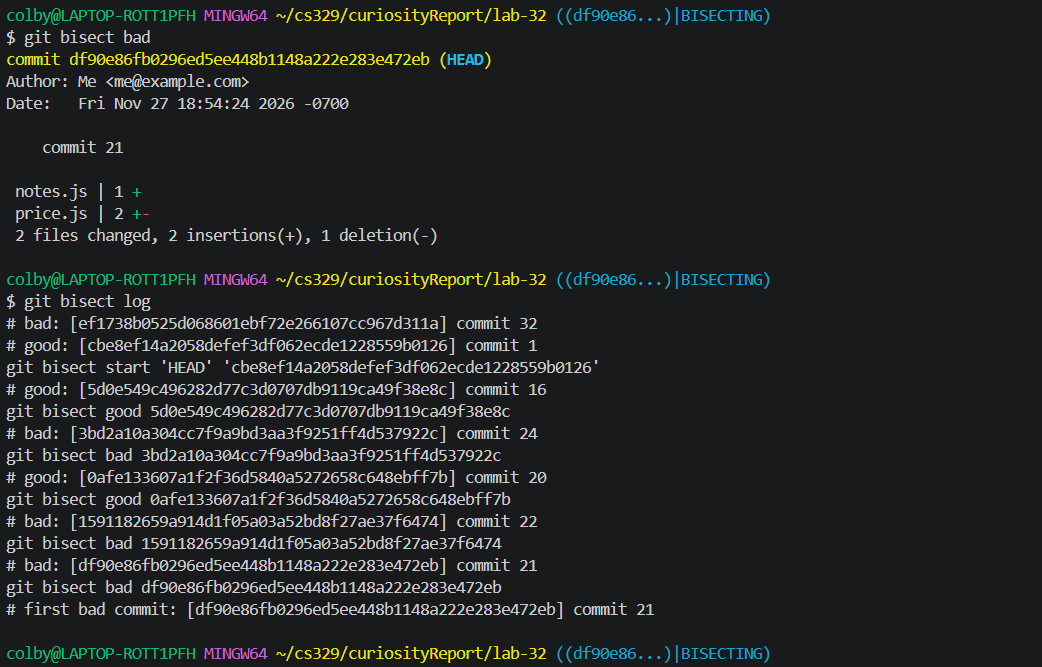 colby@LAPTOP-ROTT1PFH MINGW64 ~/cs329/curiosityReport/lab-32 ((df90e86...)|BISECTING)
$ git bisect bad
commit df90e86fb0296ed5ee448b1148a222e283e472eb (HEAD)
Author: Me <me@example.com>
Date:   Fri Nov 27 18:54:24 2026 -0700

    commit 21

 notes.js | 1 +
 price.js | 2 +-
 2 files changed, 2 insertions(+), 1 deletion(-)

colby@LAPTOP-ROTT1PFH MINGW64 ~/cs329/curiosityReport/lab-32 ((df90e86...)|BISECTING)
$ git bisect log
# bad: [ef1738b0525d068601ebf72e266107cc967d311a] commit 32
# good: [cbe8ef14a2058defef3df062ecde1228559b0126] commit 1
git bisect start 'HEAD' 'cbe8ef14a2058defef3df062ecde1228559b0126'
# good: [5d0e549c496282d77c3d0707db9119ca49f38e8c] commit 16
git bisect good 5d0e549c496282d77c3d0707db9119ca49f38e8c
# bad: [3bd2a10a304cc7f9a9bd3aa3f9251ff4d537922c] commit 24
git bisect bad 3bd2a10a304cc7f9a9bd3aa3f9251ff4d537922c
# good: [0afe133607a1f2f36d5840a5272658c648ebff7b] commit 20
git bisect good 0afe133607a1f2f36d5840a5272658c648ebff7b
# bad: [1591182659a914d1f05a03a52bd8f27ae37f6474] commit 22
git bisect bad 1591182659a914d1f05a03a52bd8f27ae37f6474
# bad: [df90e86fb0296ed5ee448b1148a222e283e472eb] commit 21
git bisect bad df90e86fb0296ed5ee448b1148a222e283e472eb
# first bad commit: [df90e86fb0296ed5ee448b1148a222e283e472eb] commit 21

colby@LAPTOP-ROTT1PFH MINGW64 ~/cs329/curiosityReport/lab-32 ((df90e86...)|BISECTING)